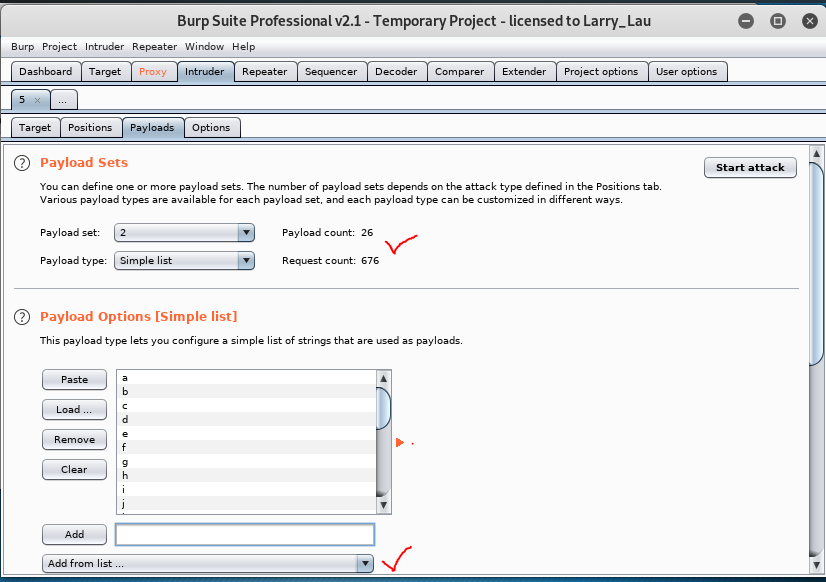 Burp Suite Professional v2.1 - Temporary Project - licensed to Larry_Lau
Burp Project Intruder Repeater Window Help
Dashboard Target Proxy Intruder Repeater Sequencer Decoder Comparer Extender Project options User options
5 × ...
Target Positions Payloads Options
? Payload Sets
Start attack
You can define one or more payload sets. The number of payload sets depends on the attack type defined in the Positions tab.
Various payload types are available for each payload set, and each payload type can be customized in different ways.
Payload set: 2 Payload count: 26
Payload type: Simple list Request count: 676
? Payload Options [Simple list]
This payload type lets you configure a simple list of strings that are used as payloads.
Paste
Load ...
Remove
Clear
a
b
c
d
e
f
g
h
i
j
Add
Add from list ...